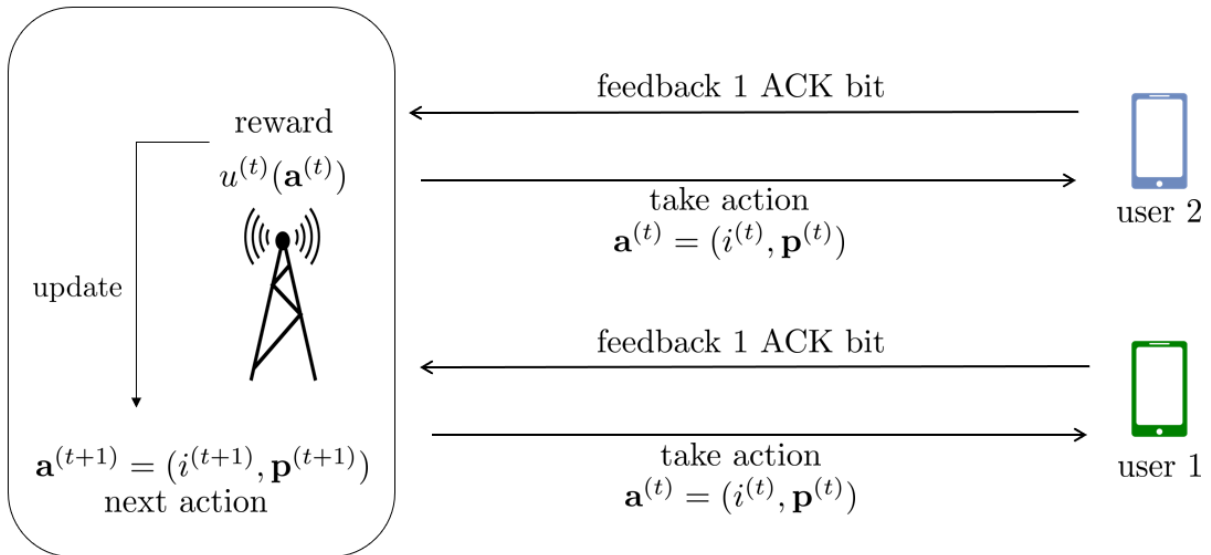 feedback 1 ACK bit
reward
u^{(t)}(a^{(t)})
take action
a^{(t)} = (i^{(t)}, p^{(t)})
user 2
update
feedback 1 ACK bit
a^{(t+1)} = (i^{(t+1)}, p^{(t+1)})
next action
take action
a^{(t)} = (i^{(t)}, p^{(t)})
user 1